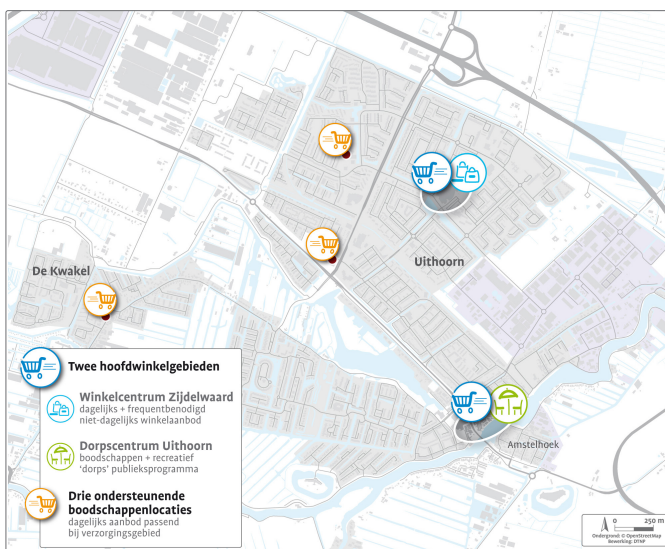 De Kwakel
Uithoorn
Amstelhoek
Twee hoofdwinkelgebieden
Winkelcentrum Zijdelwaard
dagelijks + frequentbenodigd
niet-dagelijks winkelaanbod
Dorpscentrum Uithoorn
boodschappen + recreatief
'dorps' publieksprogramma
Drie ondersteunende
boodschappenlocaties
dagelijks aanbod passend
bij verzorgingsgebied
0 250 m
Ondergrond: © OpenStreetMap
Bewerking: DTNP